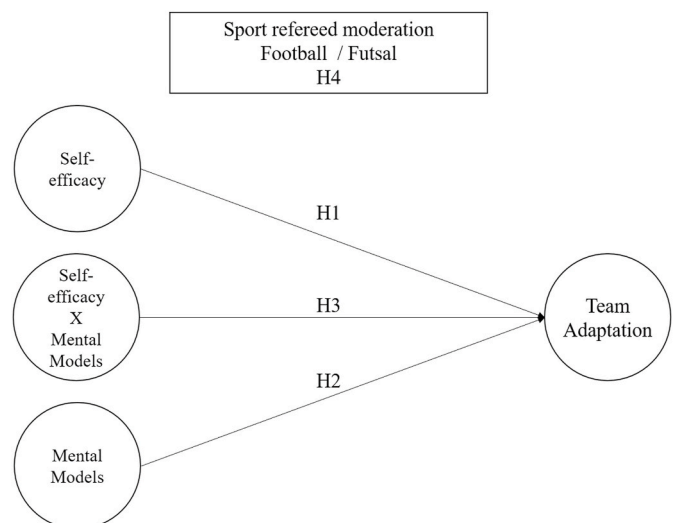 Sport refereed moderation
Football / Futsal
H4
Self-
efficacy
H1
Self-
efficacy
X
Mental
Models
H3
Team
Adaptation
H2
Mental
Models